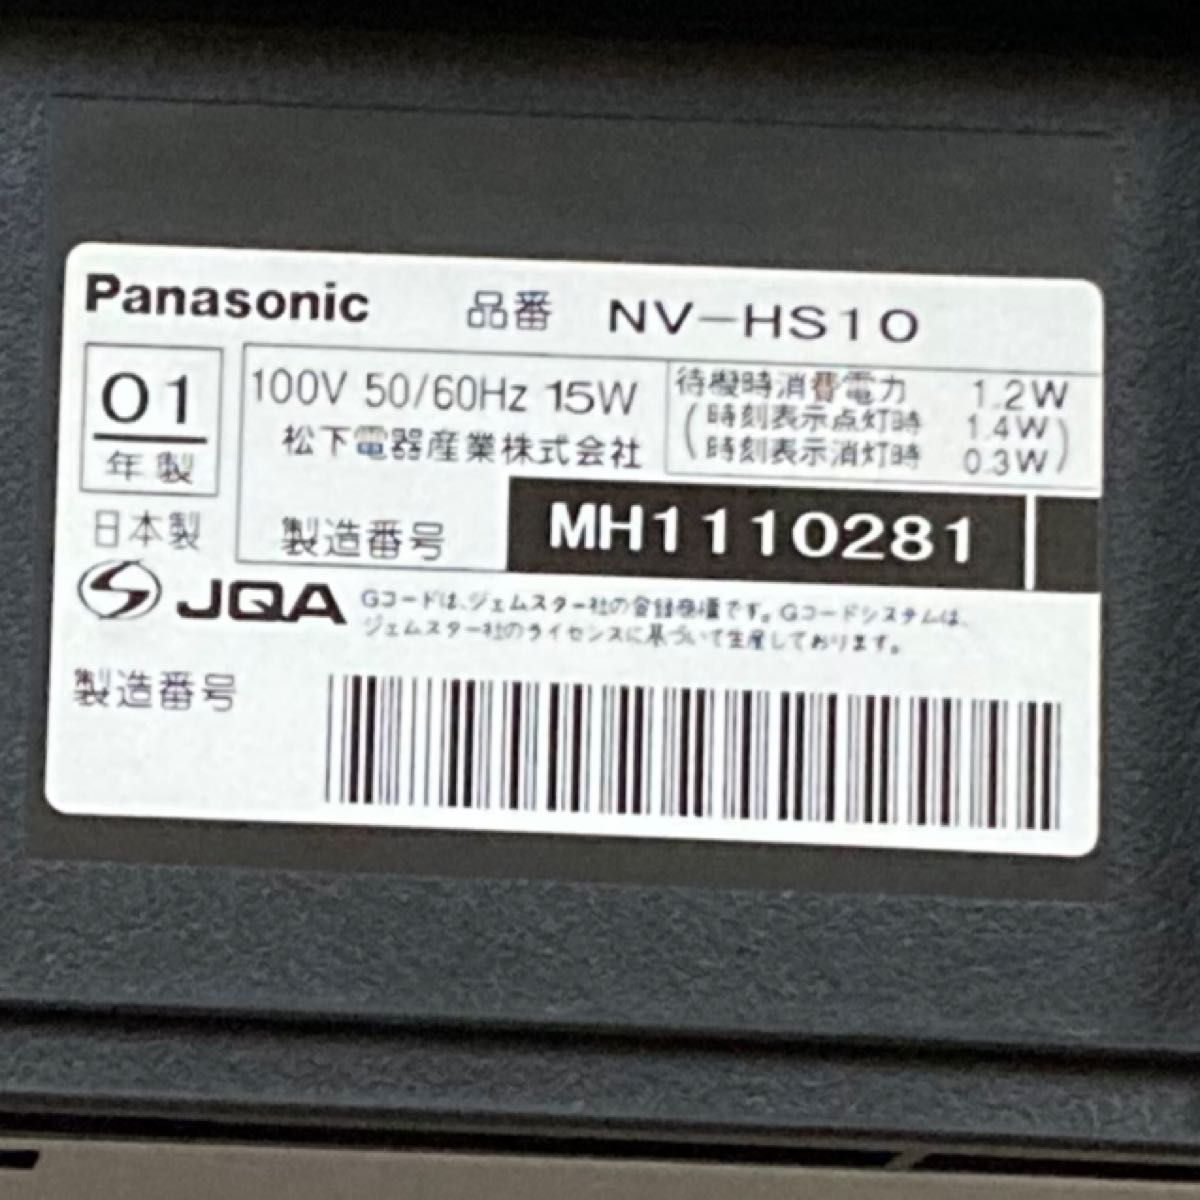 Panasonic 品番 NV-HS10
01
年製
日本製
100V 50/60Hz 15W
松下電器産業株式会社
待機時消費電力 1.2W
(時刻表示点灯時 1.4W
時刻表示消灯時 0.3W)
製造番号 MH1110281
S JQA
Gコードは、ジェムスター社の登録商標です。Gコードシステムは、
ジェムスター社のライセンスに基づいて生産しております。
製造番号